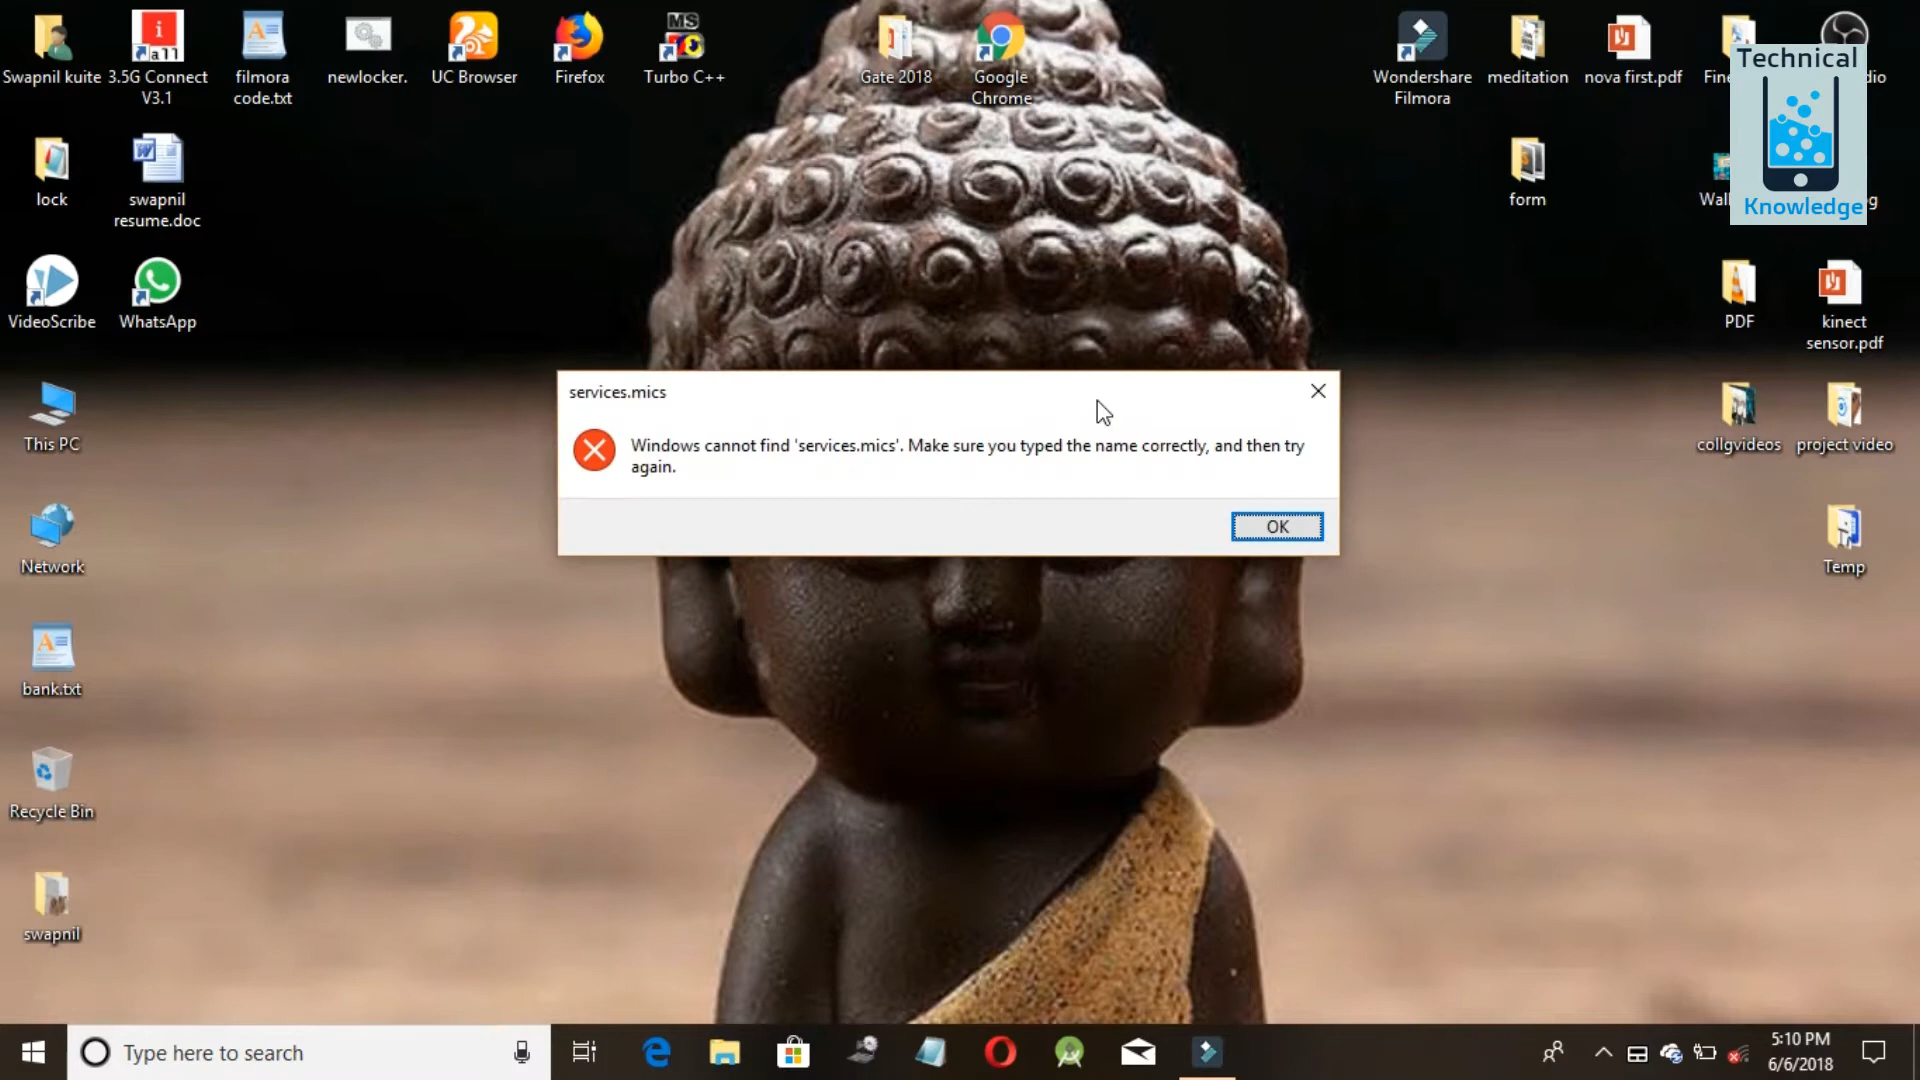 Swapnil kuite
3.5G Connect
V3.1
filmora
code.txt
newlocker.
UC Browser
Firefox
MS
Turbo C++
Gate 2018
Google
Chrome
Wondershare
Filmora
meditation
nova first.pdf
Technical
Knowledge
lock
swapnil
resume.doc
form
VideoScribe
WhatsApp
PDF
kinect
sensor.pdf
This PC
collgvideos
project video
services.mics
Windows cannot find 'services.mics'. Make sure you typed the name correctly, and then try
again.
OK
Network
Temp
bank.txt
Recycle Bin
swapnil
Type here to search
5:10 PM
6/6/2018